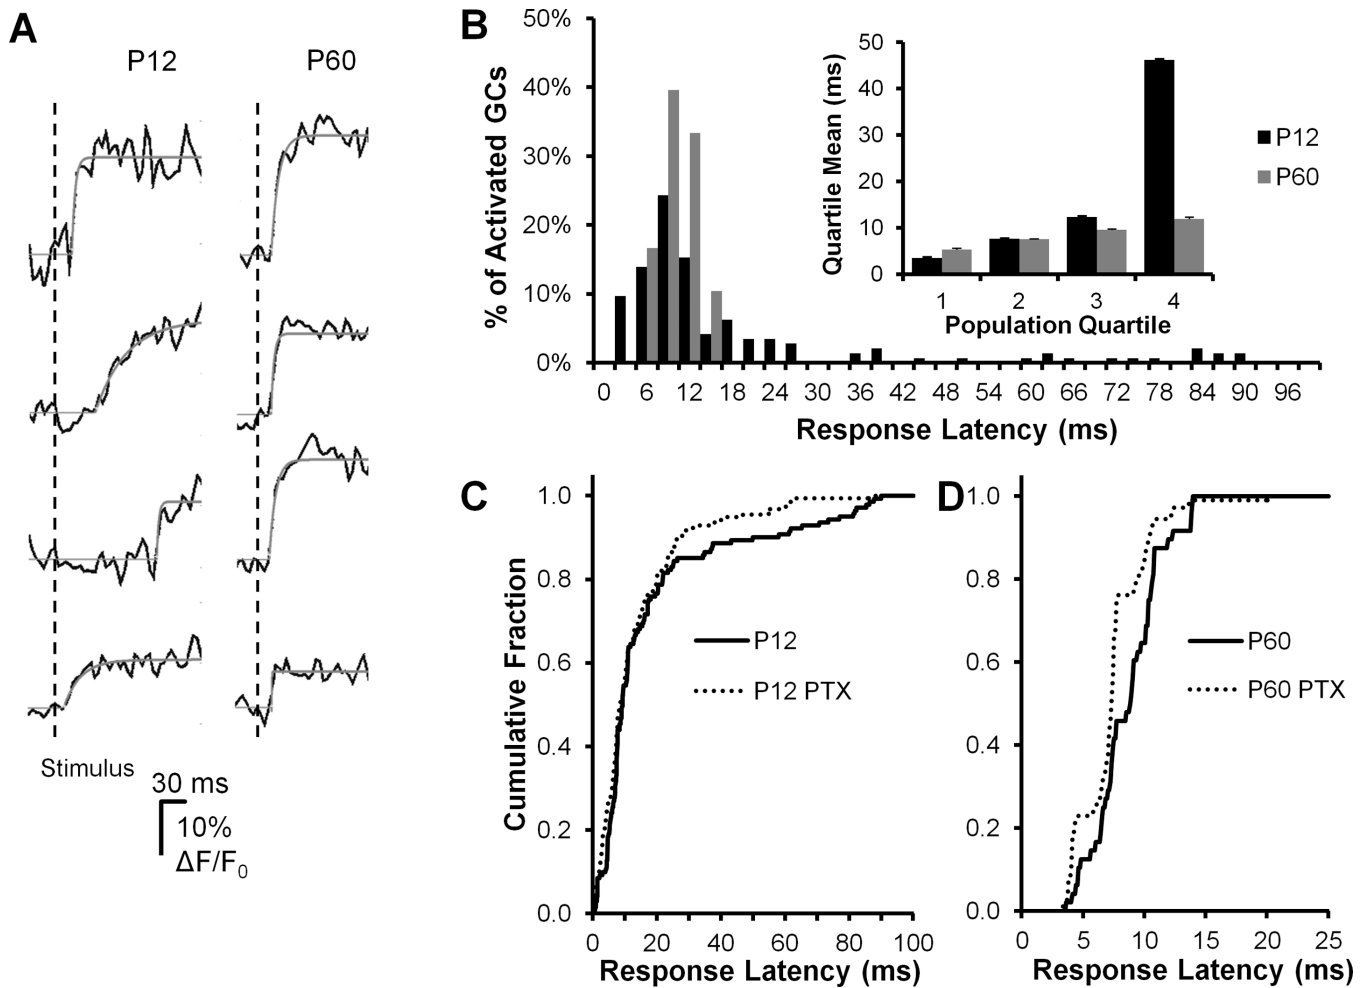 A
P12
P60
Stimulus
30 ms
10%
ΔF/F0
B
% of Activated GCs
50%
40%
30%
20%
10%
0%
0 6 12 18 24 30 36 42 48 54 60 66 72 78 84 90 96
Response Latency (ms)
Quartile Mean (ms)
50
40
30
20
10
0
1 2 3 4
Population Quartile
P12
P60
C
Cumulative Fraction
1.0
0.8
0.6
0.4
0.2
0.0
P12
P12 PTX
0 20 40 60 80 100
Response Latency (ms)
D
1.0
0.8
0.6
0.4
0.2
0.0
P60
P60 PTX
0 5 10 15 20 25
Response Latency (ms)